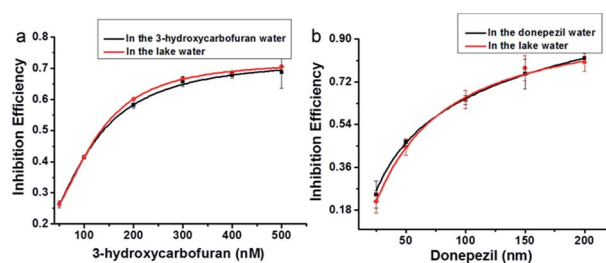 a
In the 3-hydroxycarbofuran water
In the lake water
Inhibition Efficiency
0.8
0.7
0.6
0.5
0.4
0.3
0.2
100
200
300
400
500
3-hydroxycarbofuran (nM)
b
In the donepezil water
In the lake water
Inhibition Efficiency
0.90
0.72
0.54
0.36
0.18
50
100
150
200
Donepezil (nm)